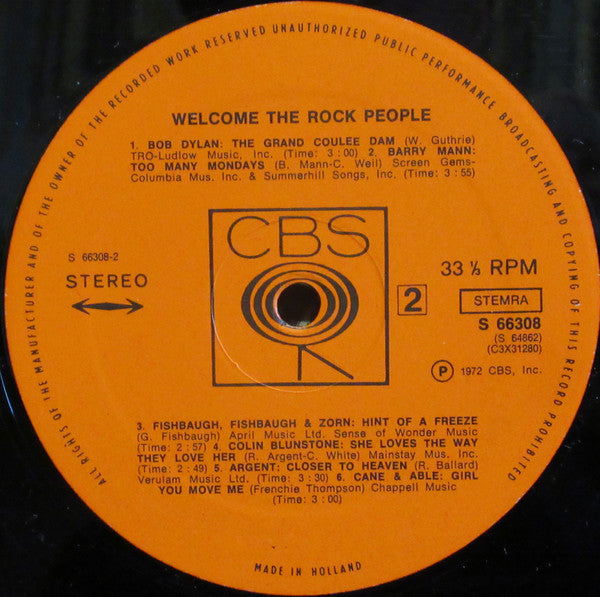 ALL RIGHTS OF THE MANUFACTURER AND OF THE OWNER OF THE RECORDED WORK RESERVED UNAUTHORIZED PUBLIC PERFORMANCE BROADCASTING AND COPYING OF THIS RECORD PROHIBITED
WELCOME THE ROCK PEOPLE
1. BOB DYLAN: THE GRAND COULEE DAM (W. Guthrie)
TRO-Ludlow Music, Inc. (Time: 3:00) 2. BARRY MANN:
TOO MANY MONDAYS (B. Mann-C. Weil) Screen Gems-
Columbia Mus. Inc. & Summerhill Songs, Inc. (Time: 3:55)
CBS
S 66308-2
STEREO
33⅓ RPM
2
STEMRA
S 66308
(S 64862)
(C3X31280)
Ⓟ 1972 CBS, Inc.
3. FISHBAUGH, FISHBAUGH & ZORN: HINT OF A FREEZE
(G. Fishbaugh) April Music Ltd. Sense of Wonder Music
(Time: 2:57) 4. COLIN BLUNSTONE: SHE LOVES THE WAY
THEY LOVE HER (R. Argent-C. White) Mainstay Mus. Inc.
(Time: 2:49) 5. ARGENT: CLOSER TO HEAVEN (R. Ballard)
Verulam Music Ltd. (Time: 3:30) 6. CANE & ABLE: GIRL
YOU MOVE ME (Frenchie Thompson) Chappell Music
(Time: 3:00)
MADE IN HOLLAND